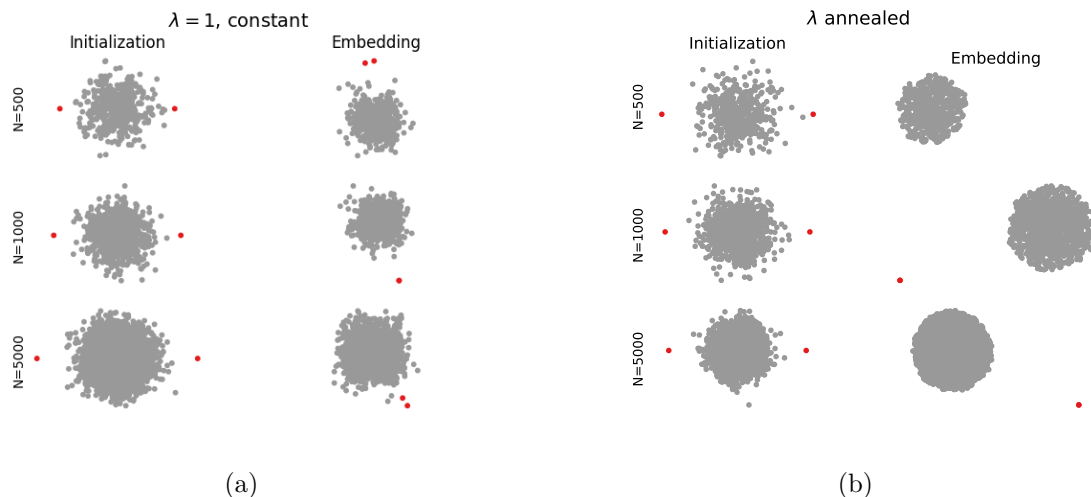 λ = 1, constant
Initialization
Embedding
N=500
N=1000
N=5000
(a)
λ annealed
Initialization
Embedding
N=500
N=1000
N=5000
(b)